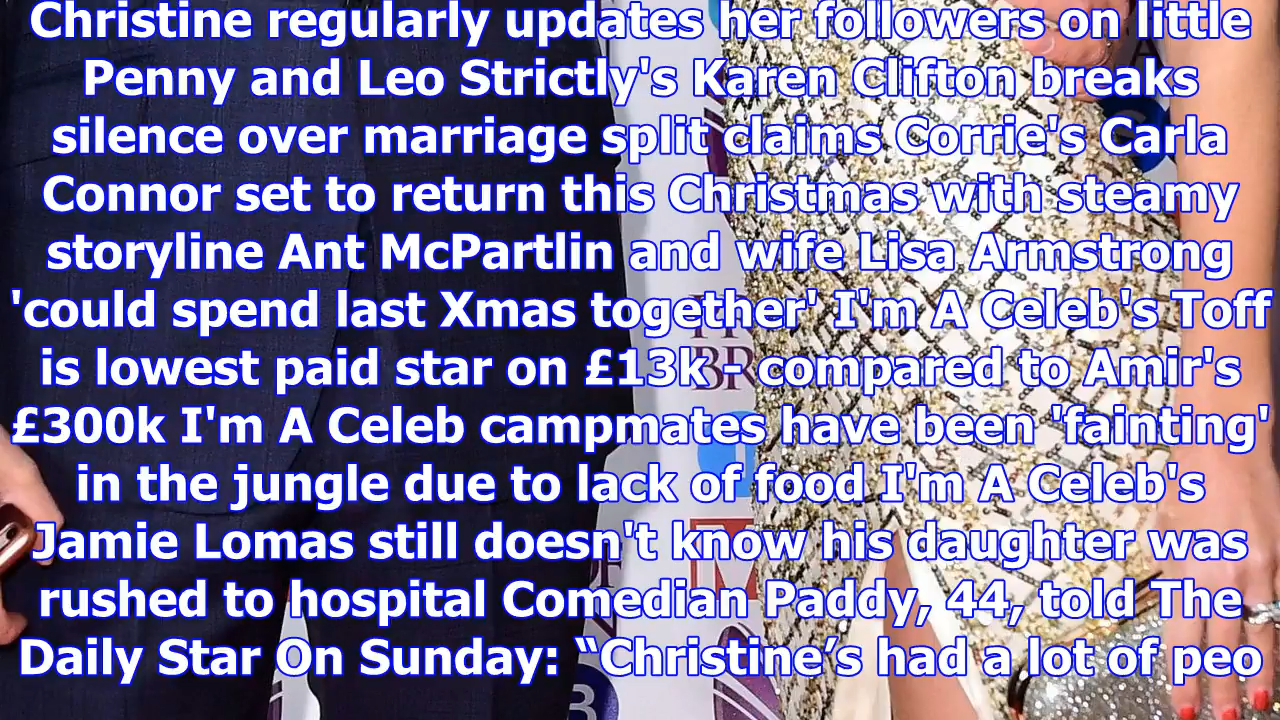 Christine regularly updates her followers on little
Penny and Leo Strictly's Karen Clifton breaks
silence over marriage split claims Corrie's Carla
Connor set to return this Christmas with steamy
storyline Ant McPartlin and wife Lisa Armstrong
'could spend last Xmas together' I'm A Celeb's Toff
is lowest paid star on £13k - compared to Amir's
£300k I'm A Celeb campmates have been 'fainting'
in the jungle due to lack of food I'm A Celeb's
Jamie Lomas still doesn't know his daughter was
rushed to hospital Comedian Paddy, 44, told The
Daily Star On Sunday: “Christine’s had a lot of peo